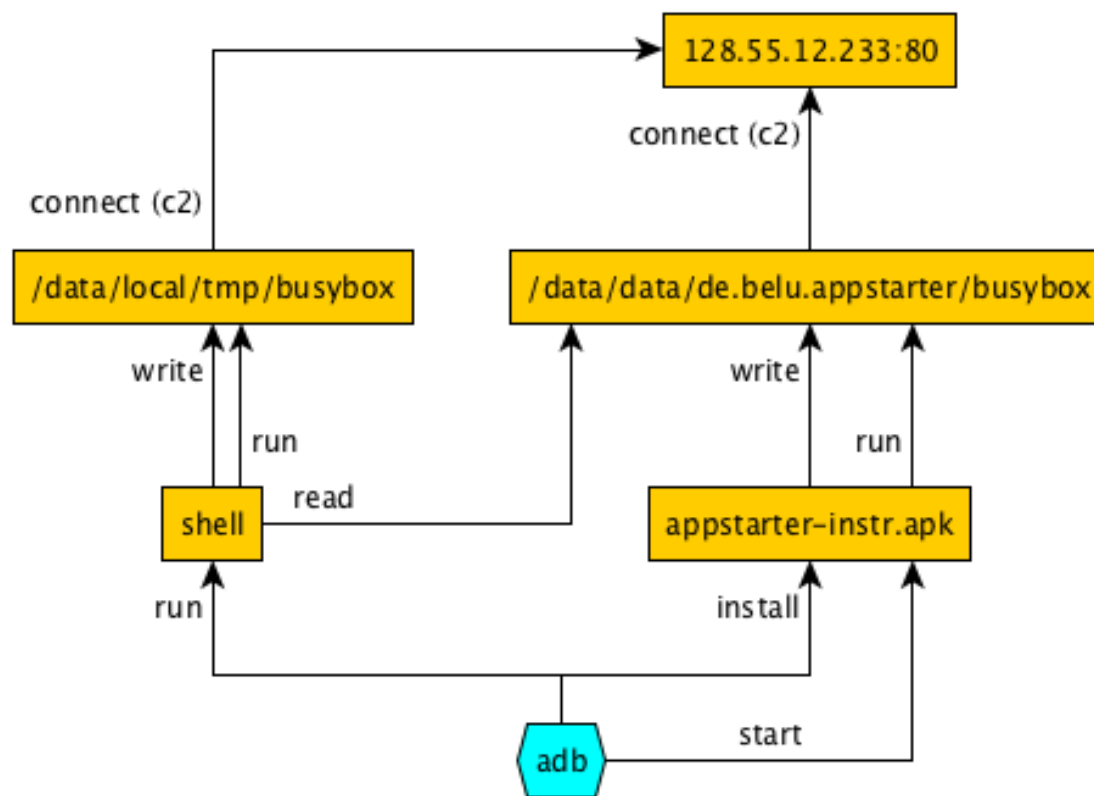 128.55.12.233:80
connect (c2)
connect (c2)
/data/local/tmp/busybox
/data/data/de.belu.appstarter/busybox
write
write
run
run
read
shell
appstarter-instr.apk
run
install
start
adb